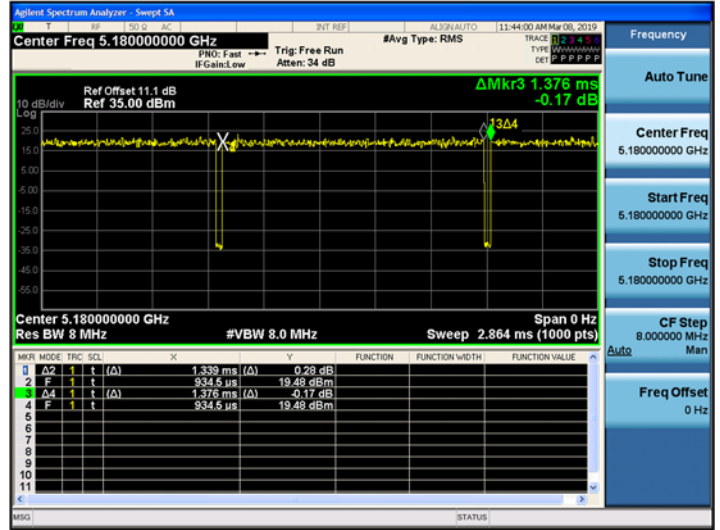 Agilent Spectrum Analyzer - Swept SA
T RF 50 Ω AC INT REF ALIGN AUTO 11:44:00 AM Mar 08, 2019
Center Freq 5.180000000 GHz #Avg Type: RMS TRACE 1 2 3 4 5 6
PNO: Fast Trig: Free Run TYPE WWWWWW
IFGain:Low Atten: 34 dB DET P P P P P P
ΔMkr3 1.376 ms
-0.17 dB
Ref Offset 11.1 dB
10 dB/div Ref 35.00 dBm
Log
25.0
15.0
5.00
-5.00
-15.0
-25.0
-35.0
-45.0
-55.0
X
13Δ4
Center 5.180000000 GHz Span 0 Hz
Res BW 8 MHz #VBW 8.0 MHz Sweep 2.864 ms (1000 pts)
MKR MODE TRC SCL X Y FUNCTION FUNCTION WIDTH FUNCTION VALUE
1 Δ2 1 t (Δ) 1.339 ms (Δ) 0.28 dB
2 F 1 t 934.5 µs 19.48 dBm
3 Δ4 1 t (Δ) 1.376 ms (Δ) -0.17 dB
4 F 1 t 934.5 µs 19.48 dBm
5
6
7
8
9
10
11
MSG STATUS
Frequency
Auto Tune
Center Freq
5.180000000 GHz
Start Freq
5.180000000 GHz
Stop Freq
5.180000000 GHz
CF Step
8.000000 MHz
Auto Man
Freq Offset
0 Hz